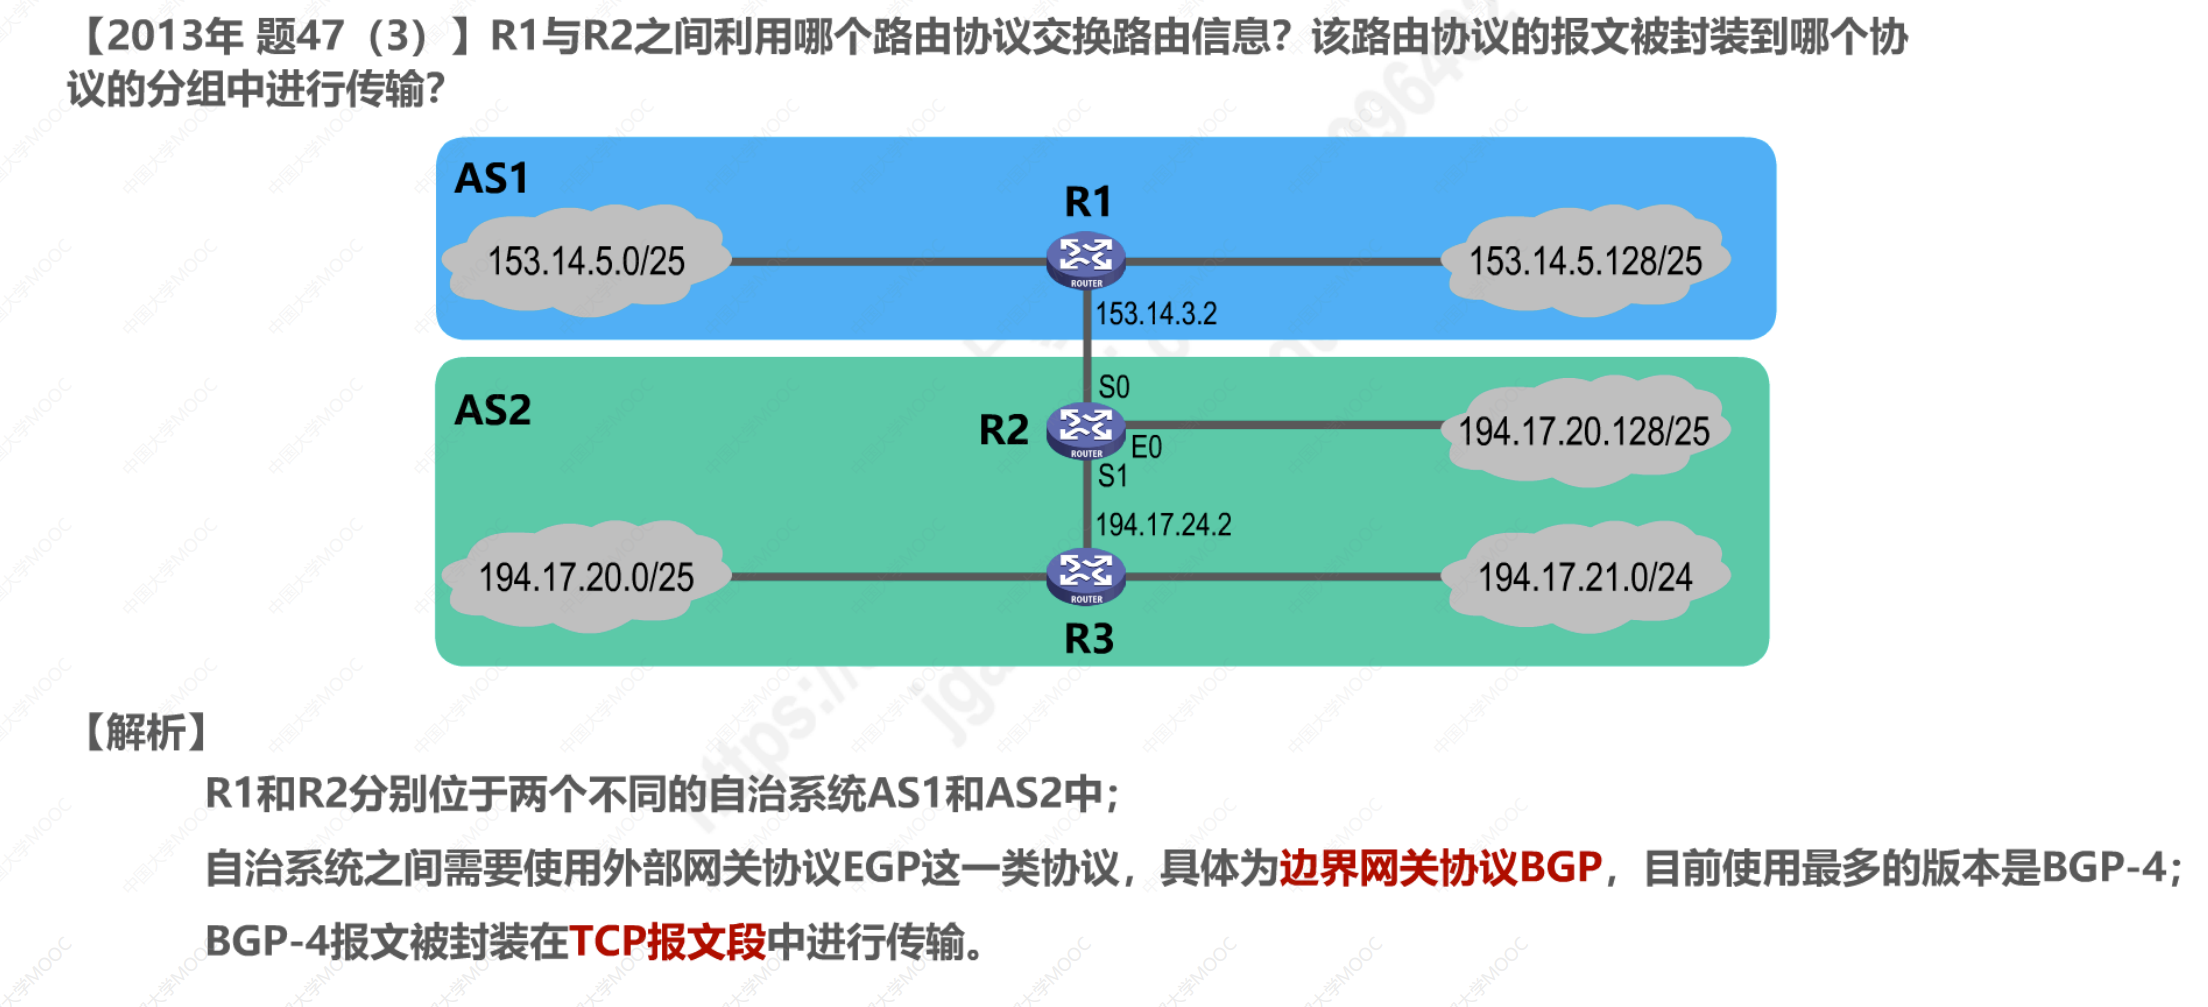 【2013年 题47（3）】R1与R2之间利用哪个路由协议交换路由信息？该路由协议的报文被封装到哪个协
议的分组中进行传输？
AS1
R1
153.14.5.0/25
153.14.5.128/25
ROUTER
153.14.3.2
AS2
S0
R2
194.17.20.128/25
ROUTER
E0
S1
194.17.24.2
194.17.20.0/25
194.17.21.0/24
ROUTER
R3
【解析】
R1和R2分别位于两个不同的自治系统AS1和AS2中；
自治系统之间需要使用外部网关协议EGP这一类协议，具体为边界网关协议BGP，目前使用最多的版本是BGP-4；
BGP-4报文被封装在TCP报文段中进行传输。
中国大学MOOC